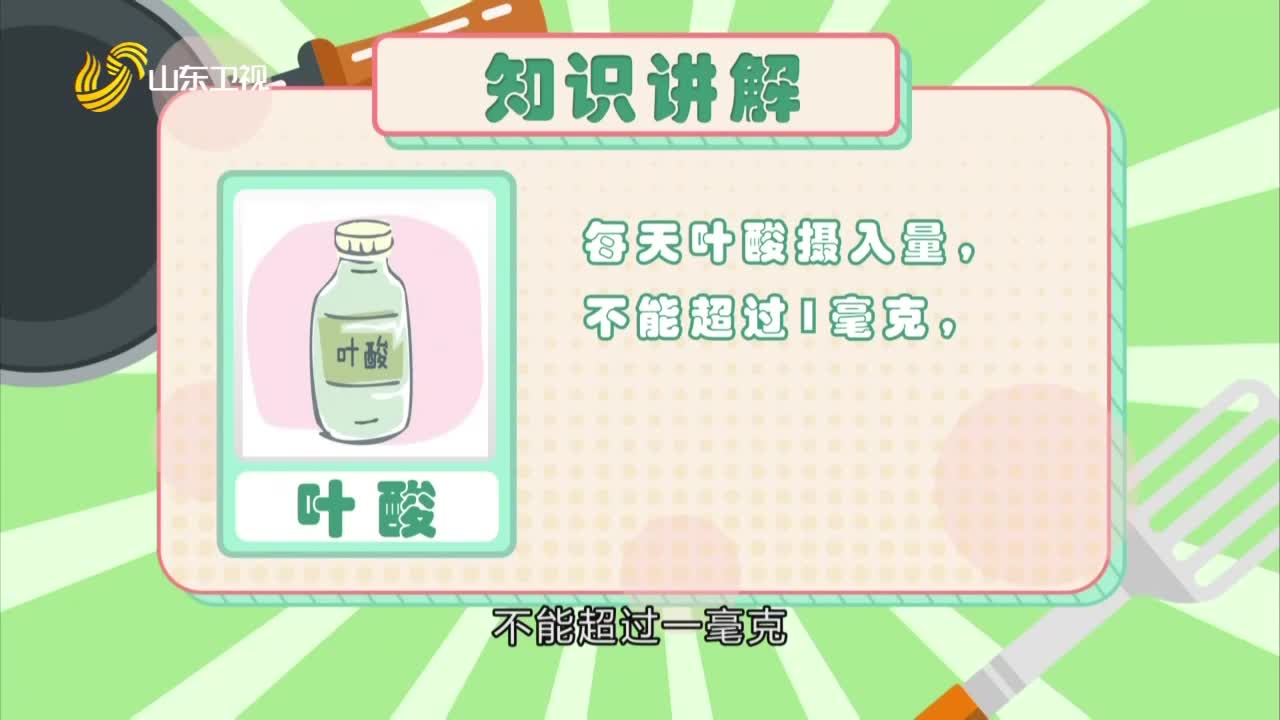 山东卫视
知识讲解
每天叶酸摄入量，
不能超过1毫克，
叶酸
叶酸
不能超过一毫克